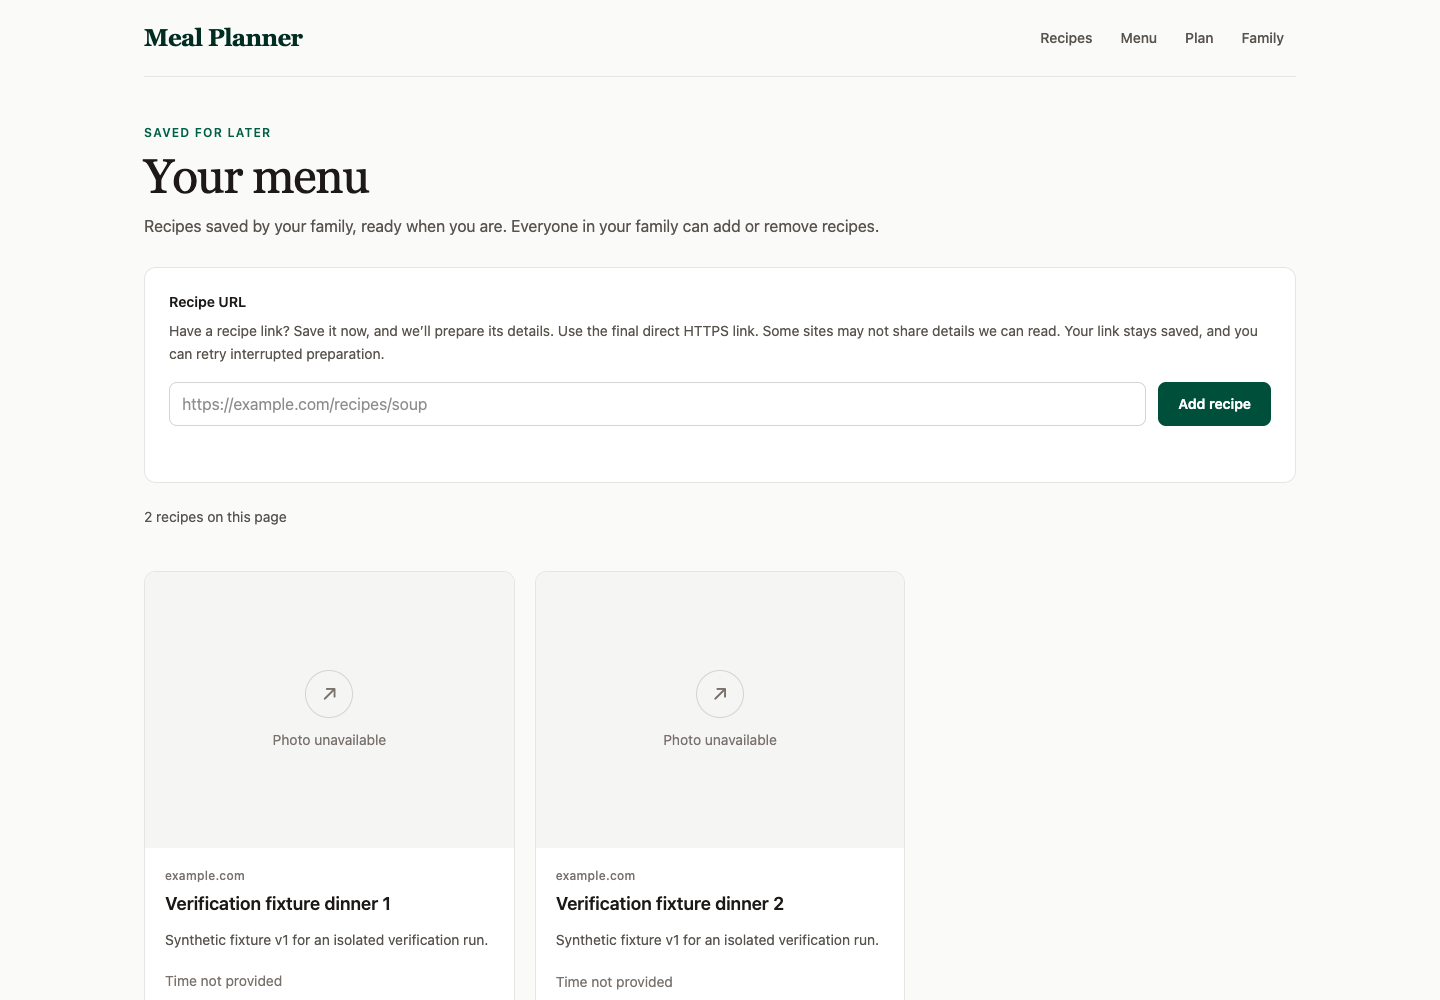 Meal Planner
Recipes Menu Plan Family
SAVED FOR LATER
Your menu
Recipes saved by your family, ready when you are. Everyone in your family can add or remove recipes.
Recipe URL
Have a recipe link? Save it now, and we’ll prepare its details. Use the final direct HTTPS link. Some sites may not share details we can read. Your link stays saved, and you
can retry interrupted preparation.
https://example.com/recipes/soup
Add recipe
2 recipes on this page
Photo unavailable
example.com
Verification fixture dinner 1
Synthetic fixture v1 for an isolated verification run.
Time not provided
Photo unavailable
example.com
Verification fixture dinner 2
Synthetic fixture v1 for an isolated verification run.
Time not provided